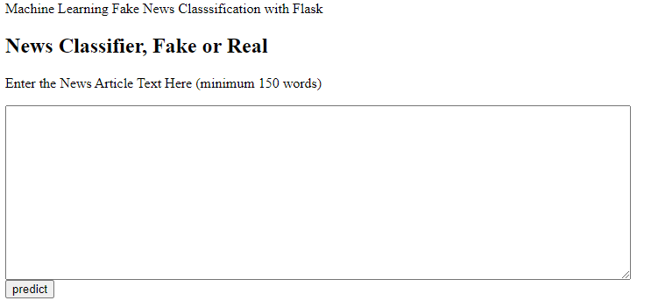 Machine Learning Fake News Classsification with Flask
News Classifier, Fake or Real
Enter the News Article Text Here (minimum 150 words)
predict